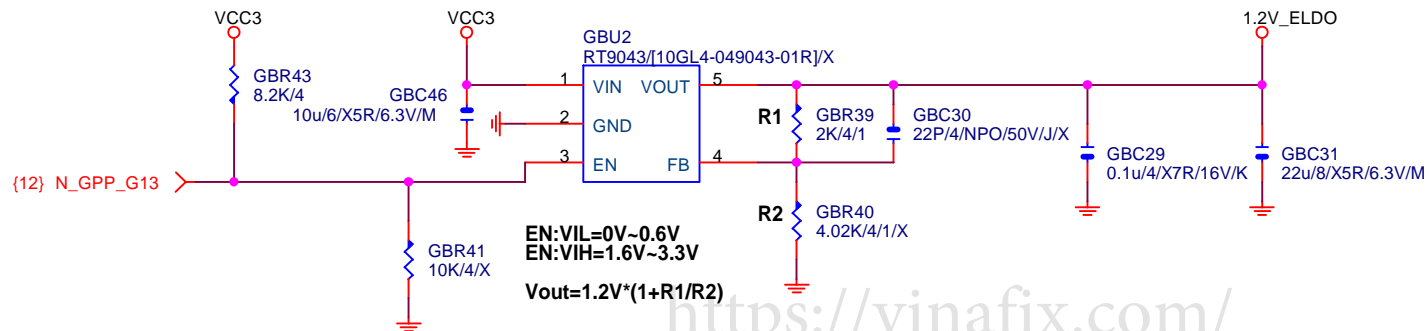 VCC3
VCC3
1.2V_ELDO
GBU2
RT9043/[10GL4-049043-01R]/X
GBR43
8.2K/4
GBC46
10u/6/X5R/6.3V/M
1 VIN VOUT 5
2 GND
3 EN FB 4
R1
GBR39
2K/4/1
GBC30
22P/4/NPO/50V/J/X
GBC29
0.1u/4/X7R/16V/K
GBC31
22u/8/X5R/6.3V/M
{12} N_GPP_G13
R2
GBR40
4.02K/4/1/X
GBR41
10K/4/X
EN:VIL=0V~0.6V
EN:VIH=1.6V~3.3V
Vout=1.2V*(1+R1/R2)
https://vinafix.com/